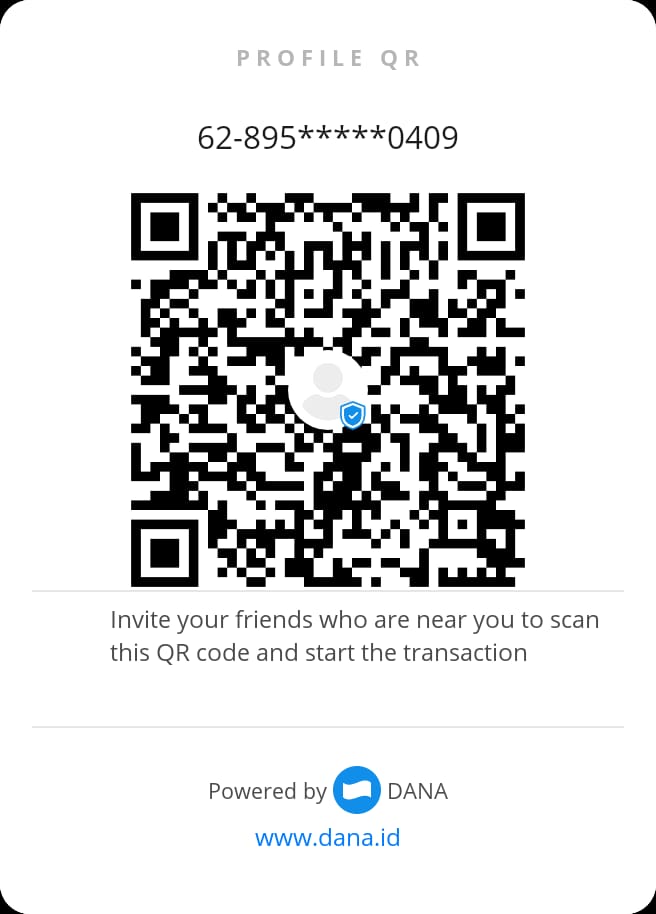 PROFILE QR
62-895*****0409
Invite your friends who are near you to scan
this QR code and start the transaction
Powered by DANA
www.dana.id